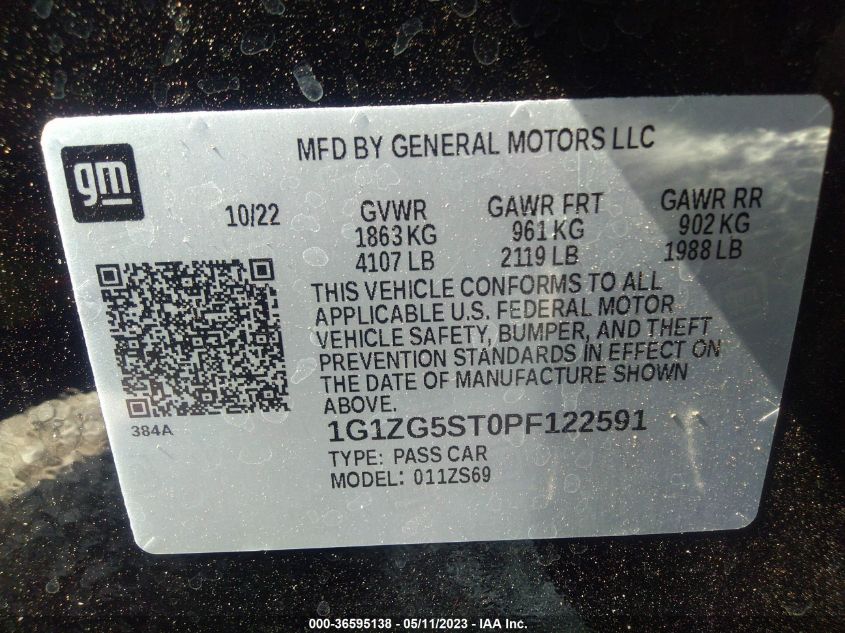 MFD BY GENERAL MOTORS LLC
gm
10/22
GVWR GAWR FRT GAWR RR
1863 KG 961 KG 902 KG
4107 LB 2119 LB 1988 LB
THIS VEHICLE CONFORMS TO ALL
APPLICABLE U.S. FEDERAL MOTOR
VEHICLE SAFETY, BUMPER, AND THEFT
PREVENTION STANDARDS IN EFFECT ON
THE DATE OF MANUFACTURE SHOWN
ABOVE.
384A
1G1ZG5ST0PF122591
TYPE: PASS CAR
MODEL: 011ZS69
000-36595138 - 05/11/2023 - IAA Inc.